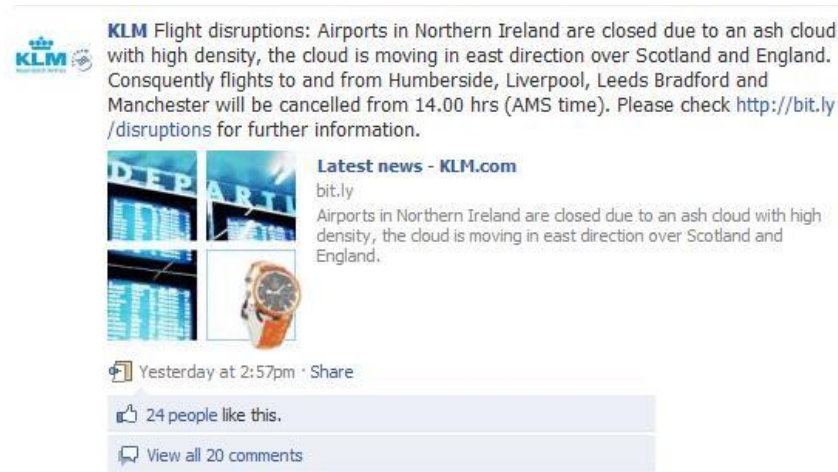 KLM Flight disruptions: Airports in Northern Ireland are closed due to an ash cloud
with high density, the cloud is moving in east direction over Scotland and England.
Consquently flights to and from Humberside, Liverpool, Leeds Bradford and
Manchester will be cancelled from 14.00 hrs (AMS time). Please check http://bit.ly
/disruptions for further information.
KLM
Latest news - KLM.com
bit.ly
Airports in Northern Ireland are closed due to an ash cloud with high
density, the cloud is moving in east direction over Scotland and
England.
DEPARTU
Yesterday at 2:57pm · Share
24 people like this.
View all 20 comments